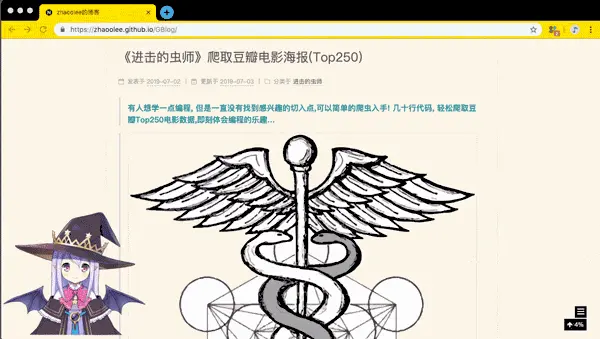 zhaoolee的博客
https://zhaoolee.github.io/GBlog/
《进击的虫师》爬取豆瓣电影海报(Top250)
发表于 2019-07-02 | 更新于 2019-07-03 | 分类于 进击的虫师
有人想学一点编程, 但是一直没有找到感兴趣的切入点,可以简单的爬虫入手! 几十行代码, 轻松爬取豆
瓣Top250电影数据,即刻体会编程的乐趣...
4%